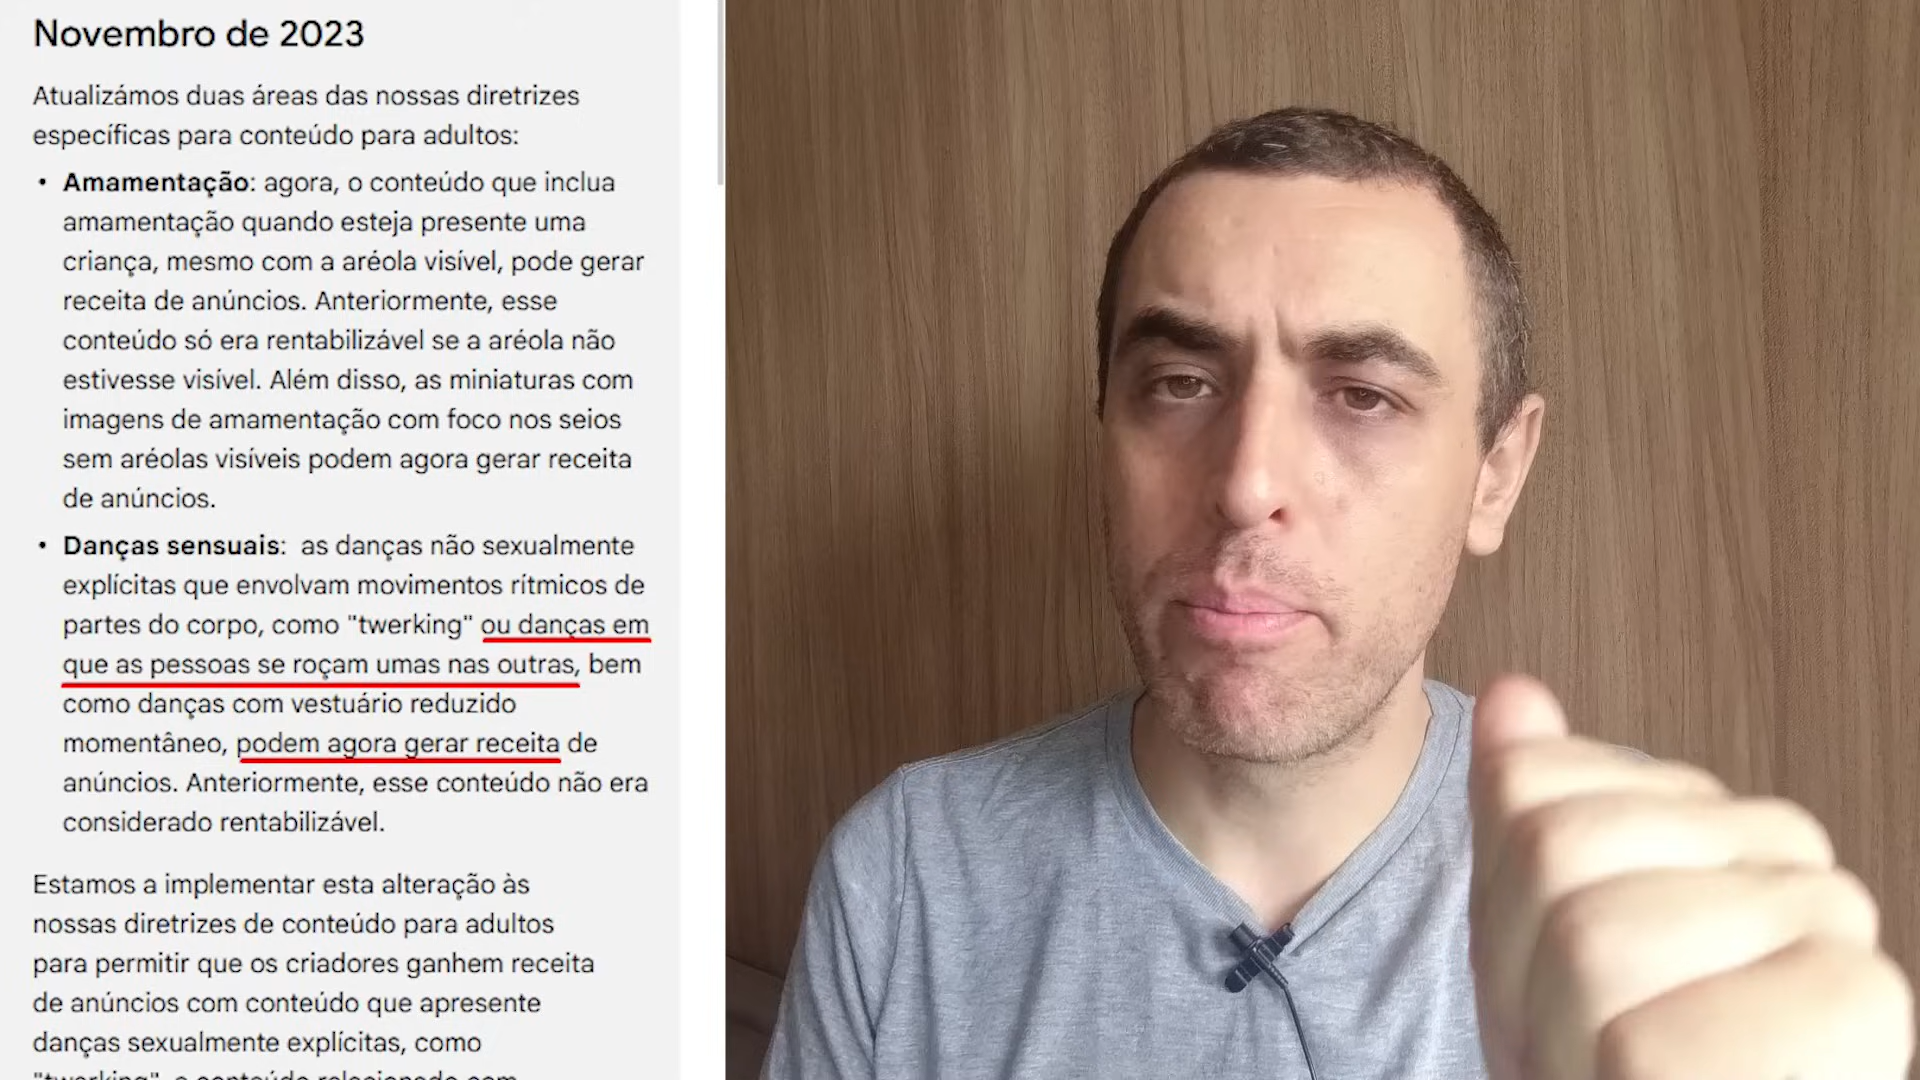 Novembro de 2023
Atualizámos duas áreas das nossas diretrizes
específicas para conteúdo para adultos:
• Amamentação: agora, o conteúdo que inclua
amamentação quando esteja presente uma
criança, mesmo com a aréola visível, pode gerar
receita de anúncios. Anteriormente, esse
conteúdo só era rentabilizável se a aréola não
estivesse visível. Além disso, as miniaturas com
imagens de amamentação com foco nos seios
sem aréolas visíveis podem agora gerar receita
de anúncios.
• Danças sensuais: as danças não sexualmente
explícitas que envolvam movimentos rítmicos de
partes do corpo, como "twerking" ou danças em
que as pessoas se roçam umas nas outras, bem
como danças com vestuário reduzido
momentâneo, podem agora gerar receita de
anúncios. Anteriormente, esse conteúdo não era
considerado rentabilizável.
Estamos a implementar esta alteração às
nossas diretrizes de conteúdo para adultos
para permitir que os criadores ganhem receita
de anúncios com conteúdo que apresente
danças sexualmente explícitas, como